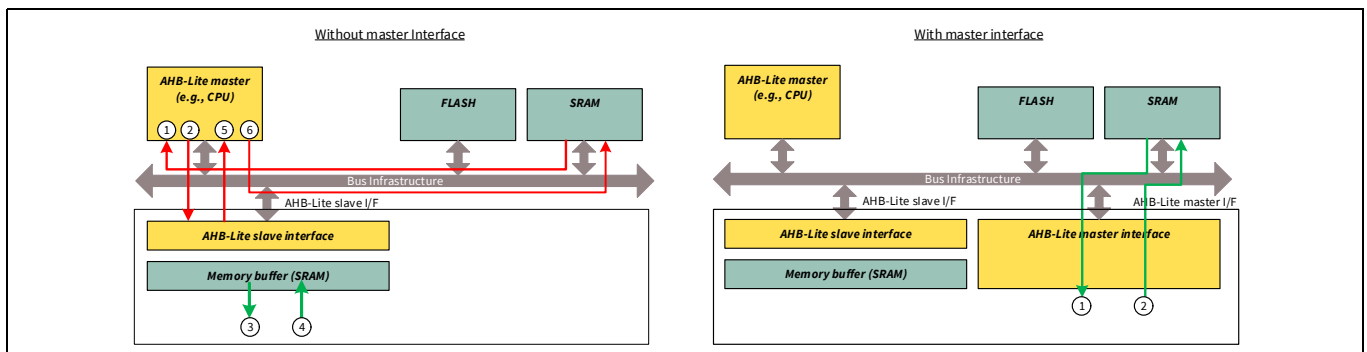 Without master Interface
AHB-Lite master
(e.g., CPU)
1 2 5 6
FLASH
SRAM
Bus Infrastructure
AHB-Lite slave I/F
AHB-Lite slave interface
Memory buffer (SRAM)
3 4
With master interface
AHB-Lite master
(e.g., CPU)
FLASH
SRAM
Bus Infrastructure
AHB-Lite slave I/F
AHB-Lite master I/F
AHB-Lite slave interface
AHB-Lite master interface
Memory buffer (SRAM)
1 2